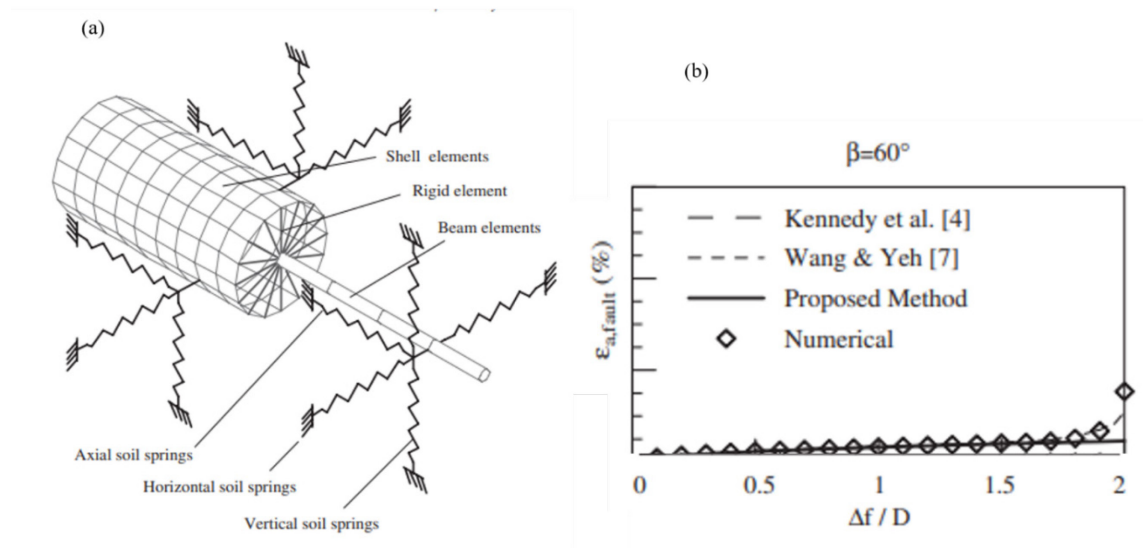 (a)
Shell elements
Rigid element
Beam elements
Axial soil springs
Horizontal soil springs
Vertical soil springs
(b)
β=60°
Kennedy et al. [4]
Wang & Yeh [7]
Proposed Method
Numerical
εa,fault (%)
0 0.5 1 1.5 2
Δf / D